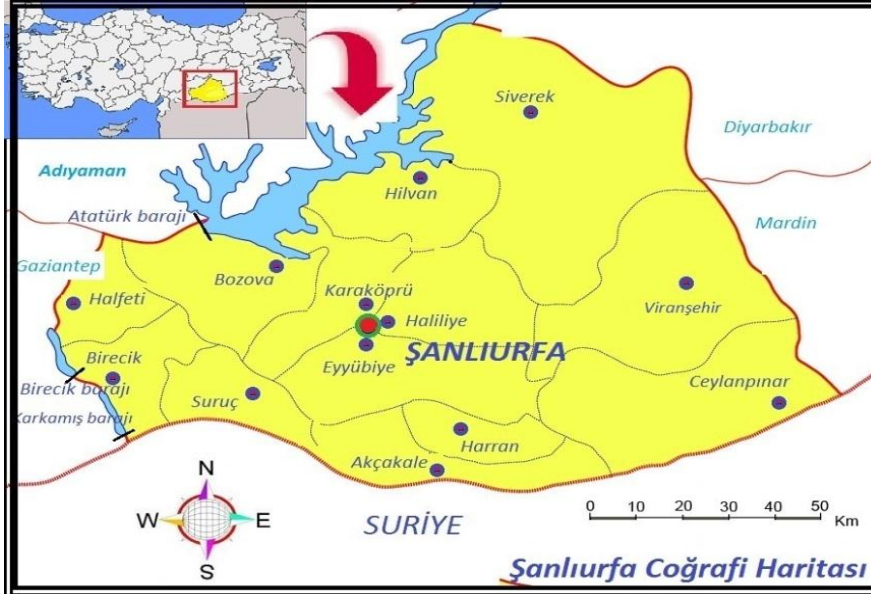 Siverek
Diyarbakır
Adıyaman
Hilvan
Atatürk barajı
Mardin
Gaziantep
Bozova
Halfeti
Karaköprü
Viranşehir
Haliliye
ŞANLIURFA
Eyyübiye
Birecik
Ceylanpınar
Birecik barajı
Suruç
Karkamış barajı
Harran
Akçakale
N
W
E
S
SURİYE
0 10 20 30 40 50
Km
Şanlıurfa Coğrafi Haritası